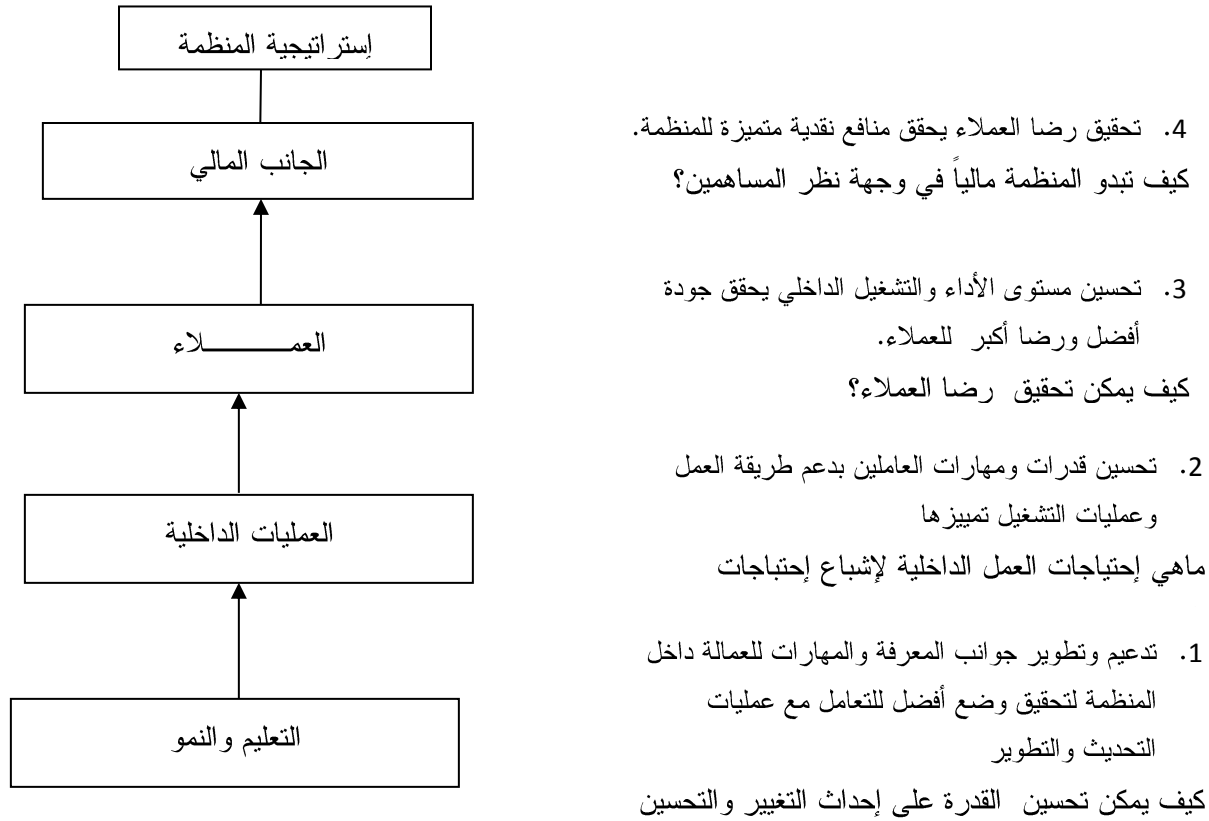 إستراتيجية المنظمة
الجانب المالي
4. تحقيق رضا العملاء يحقق منافع نقدية متميزة للمنظمة.
كيف تبدو المنظمة مالياً في وجهة نظر المساهمين؟
العمـــــــــــلاء
3. تحسين مستوى الأداء والتشغيل الداخلي يحقق جودة
أفضل ورضا أكبر للعملاء.
كيف يمكن تحقيق رضا العملاء؟
العمليات الداخلية
2. تحسين قدرات ومهارات العاملين بدعم طريقة العمل
وعمليات التشغيل تمييزها
ماهي إحتياجات العمل الداخلية لإشباع إحتباجات
التعليم والنمو
1. تدعيم وتطوير جوانب المعرفة والمهارات للعمالة داخل
المنظمة لتحقيق وضع أفضل للتعامل مع عمليات
التحديث والتطوير
كيف يمكن تحسين القدرة على إحداث التغيير والتحسين